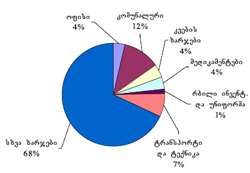 ოფისი
4%
კომუნალური
12%
კვების
ხარჯები
4%
მედიკამენტები
4%
რბილი ინვენტ.
და უნიფორმა
1%
ტრანსპორტი
და ტექნიკა
7%
სხვა ხარჯები
68%